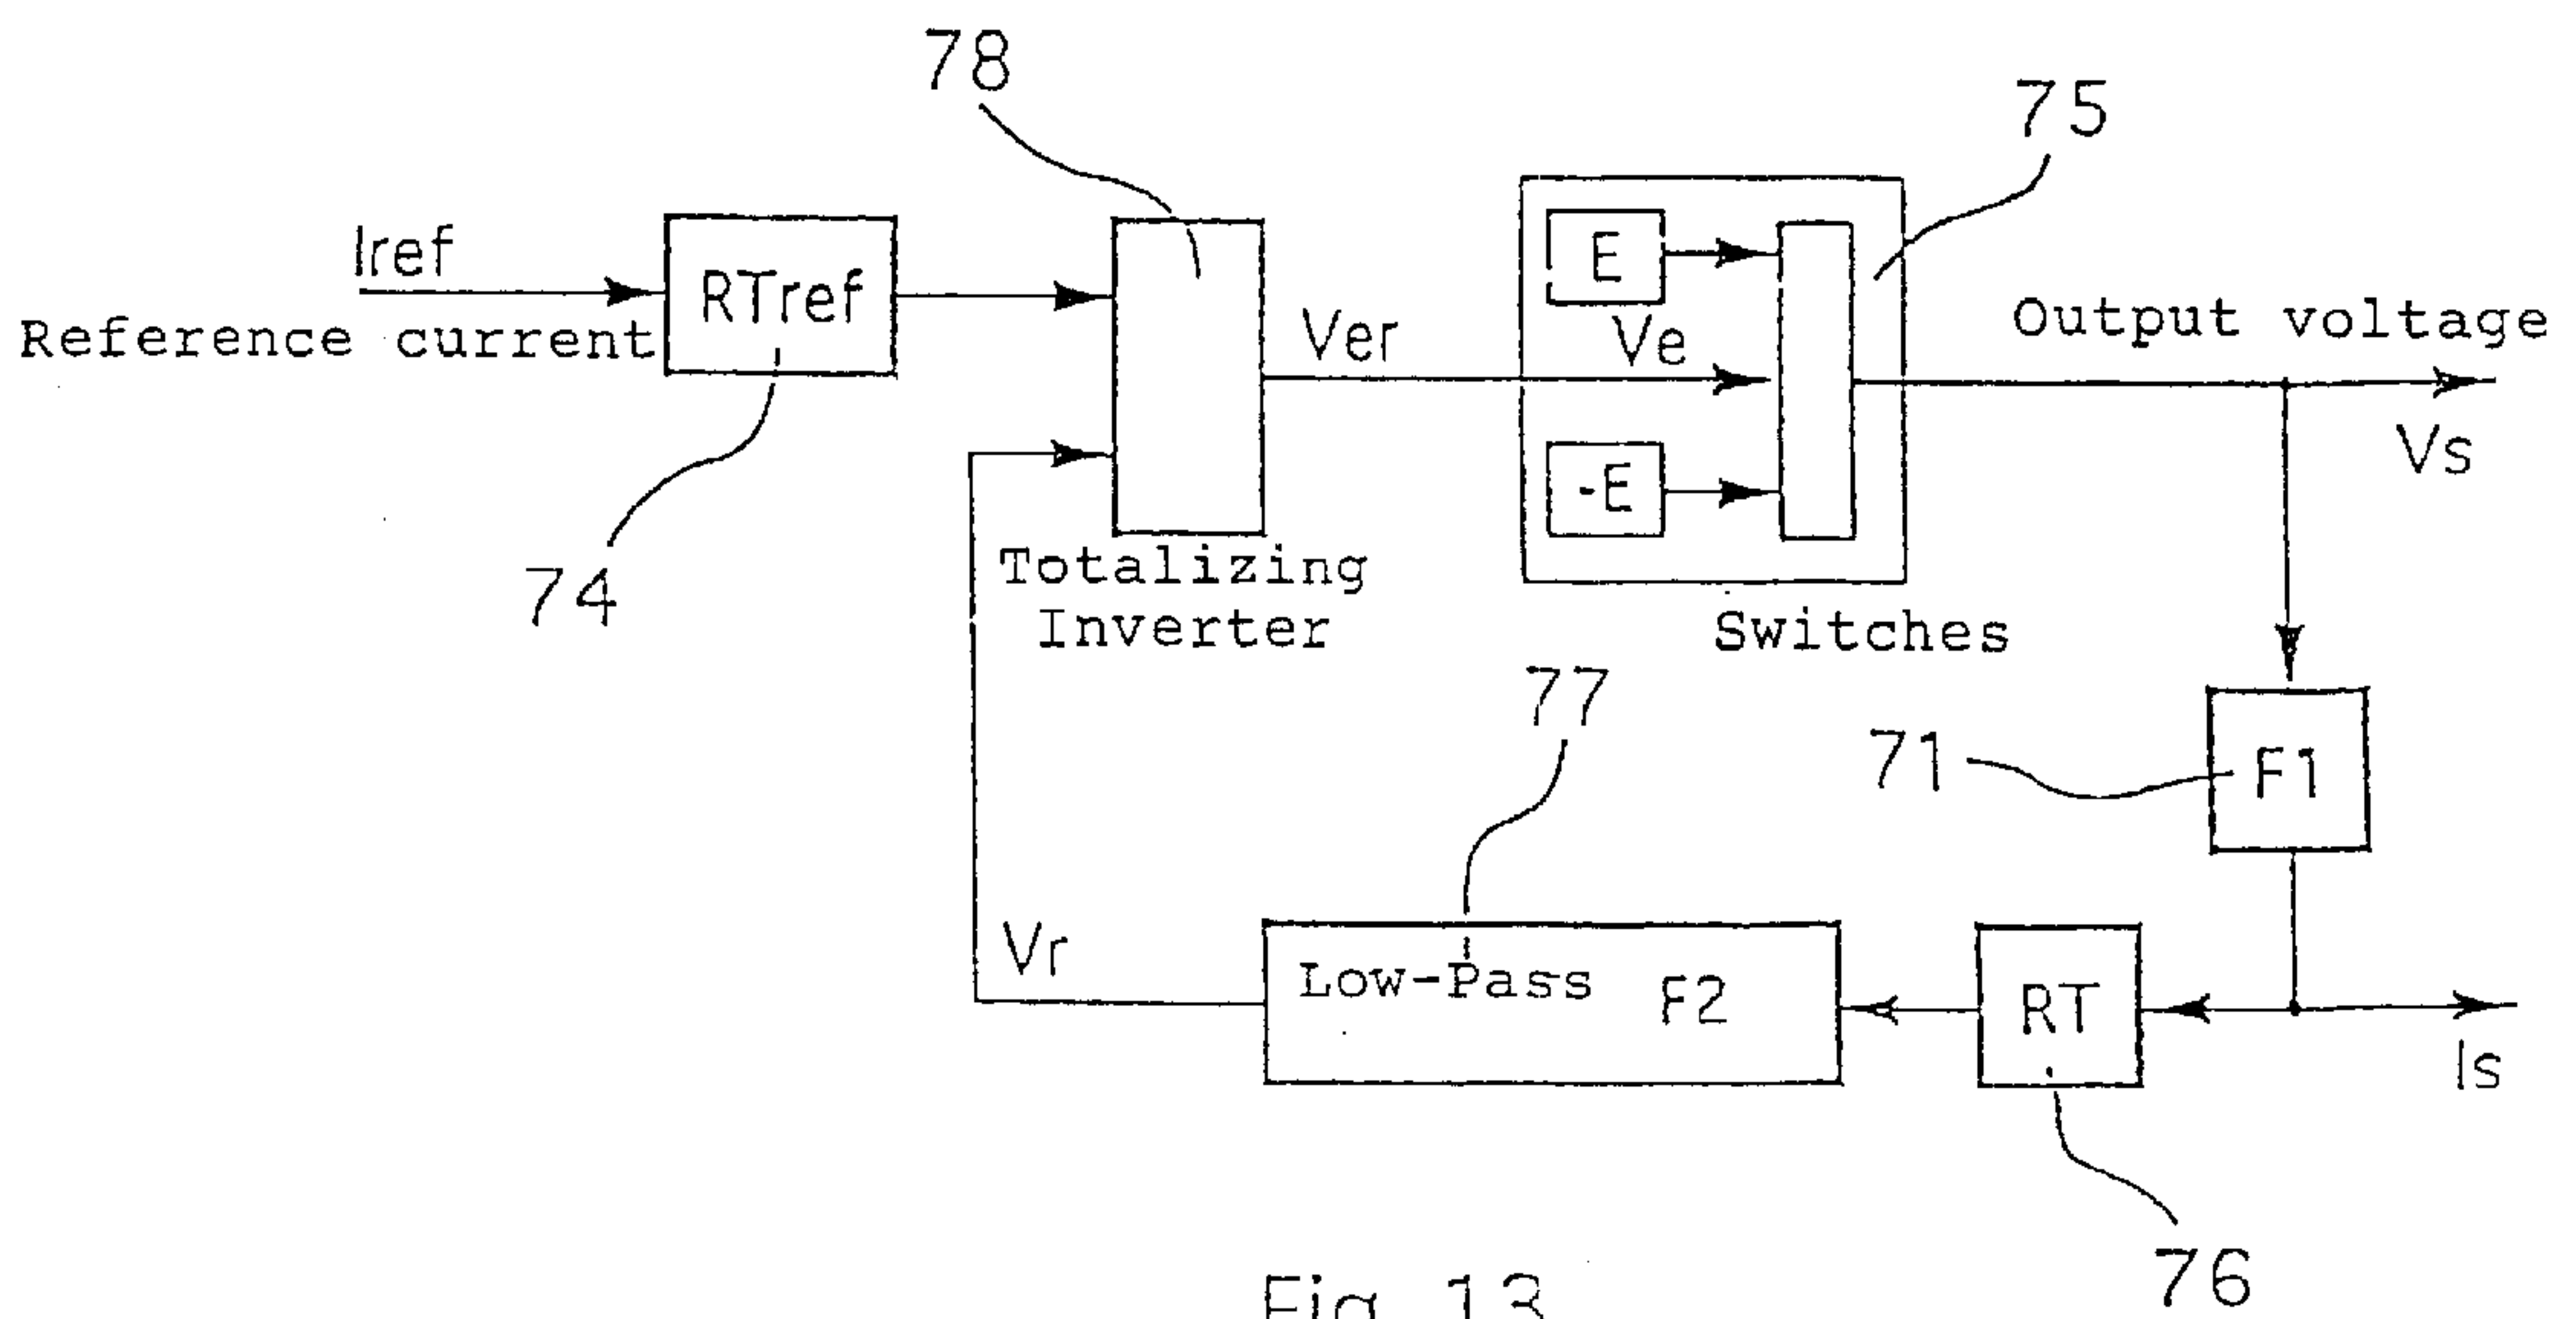 78
75
Iref
Reference current
RTref
E
Ver
Ve
Output voltage
Vs
-E
74
Totalizing
Inverter
Switches
77
71
F1
Vr
Low-Pass F2
RT
Is
76
Fig. 13